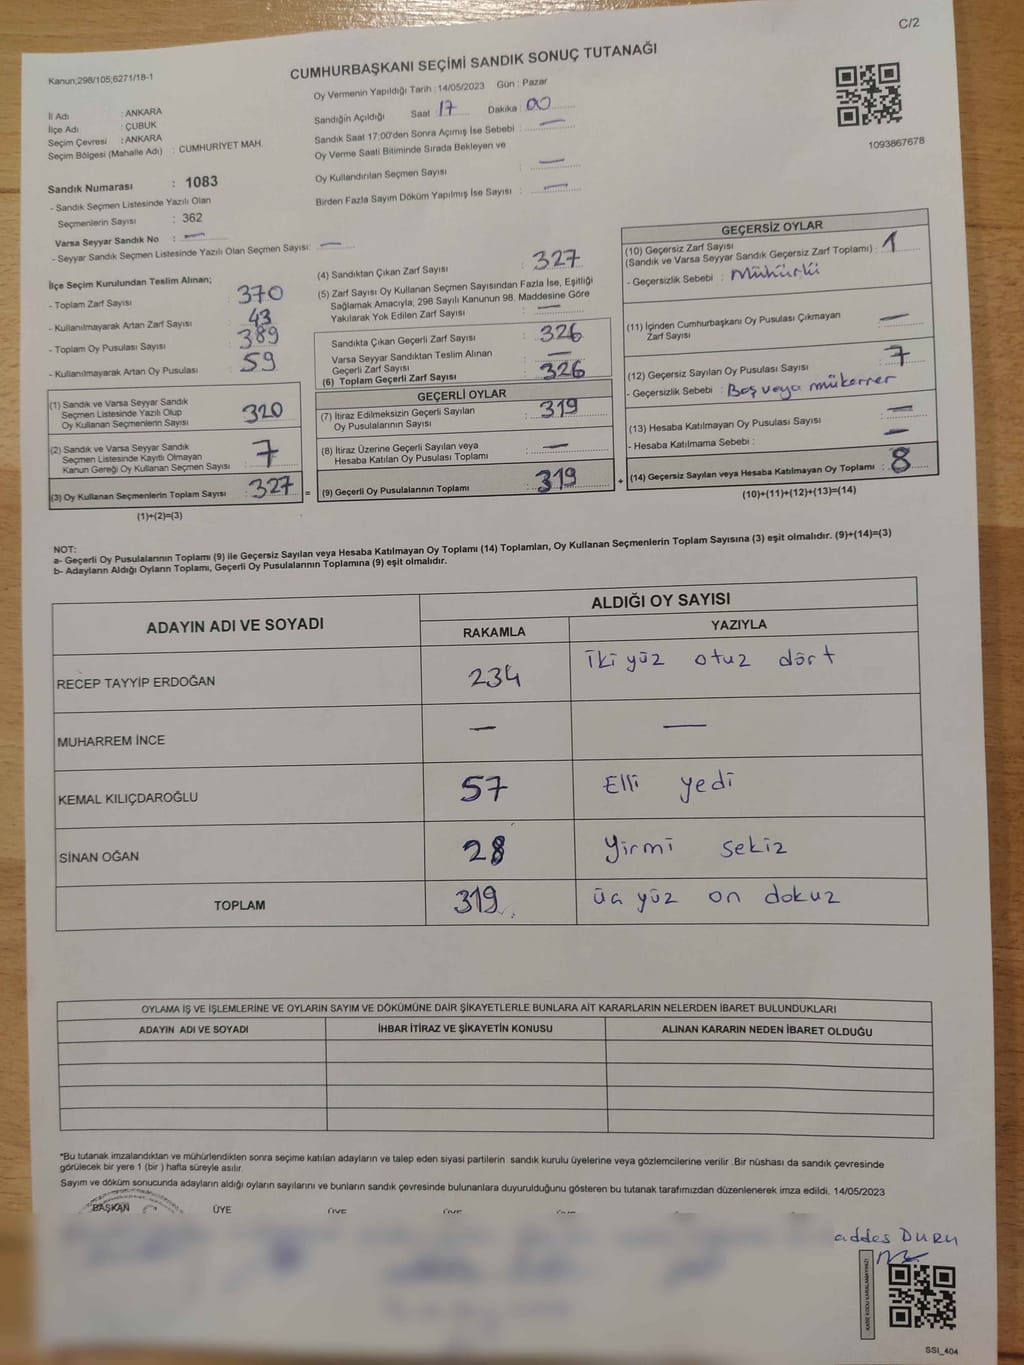 C/2
Kanun;298/105;6271/18-1
CUMHURBAŞKANI SEÇİMİ SANDIK SONUÇ TUTANAĞI
Oy Vermenin Yapıldığı Tarih : 14/05/2023 Gün : Pazar
İl Adı : ANKARA
İlçe Adı : ÇUBUK
Seçim Çevresi : ANKARA
Seçim Bölgesi (Mahalle Adı) : CUMHURİYET MAH.
Sandığın Açıldığı Saat 17 Dakika : 00
Sandık Saat 17:00'den Sonra Açımış İse Sebebi : —
Oy Verme Saati Bitiminde Sırada Bekleyen ve
Oy Kullandırılan Seçmen Sayısı : —
Birden Fazla Sayım Döküm Yapılmış İse Sayısı : —
1093867678
Sandık Numarası : 1083
- Sandık Seçmen Listesinde Yazılı Olan
Seçmenlerin Sayısı : 362
Varsa Seyyar Sandık No : —
- Seyyar Sandık Seçmen Listesinde Yazılı Olan Seçmen Sayısı: —
İlçe Seçim Kurulundan Teslim Alınan;
- Toplam Zarf Sayısı : 370
- Kullanılmayarak Artan Zarf Sayısı : 43
- Toplam Oy Pusulası Sayısı : 389
- Kullanılmayarak Artan Oy Pusulası : 59
(1) Sandık ve Varsa Seyyar Sandık
Seçmen Listesinde Yazılı Olup
Oy Kullanan Seçmenlerin Sayısı : 320
(2) Sandık ve Varsa Seyyar Sandık
Seçmen Listesinde Kayıtlı Olmayan
Kanun Gereği Oy Kullanan Seçmen Sayısı : 7
(3) Oy Kullanan Seçmenlerin Toplam Sayısı : 327 =
(1)+(2)=(3)
(4) Sandıktan Çıkan Zarf Sayısı : 327
(5) Zarf Sayısı Oy Kullanan Seçmen Sayısından Fazla İse, Eşitliği
Sağlamak Amacıyla; 298 Sayılı Kanunun 98. Maddesine Göre
Yakılarak Yok Edilen Zarf Sayısı : —
Sandıkta Çıkan Geçerli Zarf Sayısı : 326
Varsa Seyyar Sandıktan Teslim Alınan
Geçerli Zarf Sayısı : —
(6) Toplam Geçerli Zarf Sayısı : 326
GEÇERLİ OYLAR
(7) İtiraz Edilmeksizin Geçerli Sayılan
Oy Pusulalarının Sayısı : 319
(8) İtiraz Üzerine Geçerli Sayılan veya
Hesaba Katılan Oy Pusulası Toplamı : —
(9) Geçerli Oy Pusulalarının Toplamı : 319 +
GEÇERSİZ OYLAR
(10) Geçersiz Zarf Sayısı
(Sandık ve Varsa Seyyar Sandık Geçersiz Zarf Toplamı) : 1
- Geçersizlik Sebebi : Mühürlü
(11) İçinden Cumhurbaşkanı Oy Pusulası Çıkmayan
Zarf Sayısı : —
(12) Geçersiz Sayılan Oy Pusulası Sayısı : 7
- Geçersizlik Sebebi : Boş veya mükerrer
(13) Hesaba Katılmayan Oy Pusulası Sayısı : —
- Hesaba Katılmama Sebebi : —
(14) Geçersiz Sayılan veya Hesaba Katılmayan Oy Toplamı : 8
(10)+(11)+(12)+(13)=(14)
NOT:
a- Geçerli Oy Pusulalarının Toplamı (9) ile Geçersiz Sayılan veya Hesaba Katılmayan Oy Toplamı (14) Toplamları, Oy Kullanan Seçmenlerin Toplam Sayısına (3) eşit olmalıdır. (9)+(14)=(3)
b- Adayların Aldığı Oyların Toplamı, Geçerli Oy Pusulalarının Toplamına (9) eşit olmalıdır.
ADAYIN ADI VE SOYADI ALDIĞI OY SAYISI
RAKAMLA YAZIYLA
RECEP TAYYİP ERDOĞAN 234 iki yüz otuz dört
MUHARREM İNCE — —
KEMAL KILIÇDAROĞLU 57 Elli yedi
SİNAN OĞAN 28 yirmi sekiz
TOPLAM 319 üç yüz on dokuz
OYLAMA İŞ VE İŞLEMLERİNE VE OYLARIN SAYIM VE DÖKÜMÜNE DAİR ŞİKAYETLERLE BUNLARA AİT KARARLARIN NELERDEN İBARET BULUNDUKLARI
ADAYIN ADI VE SOYADI İHBAR İTİRAZ VE ŞİKAYETİN KONUSU ALINAN KARARIN NEDEN İBARET OLDUĞU
*Bu tutanak imzalandıktan ve mühürlendikten sonra seçime katılan adayların ve talep eden siyasi partilerin sandık kurulu üyelerine veya gözlemcilerine verilir .Bir nüshası da sandık çevresinde
görülecek bir yere 1 (bir ) hafta süreyle asılır.
Sayım ve döküm sonucunda adayların aldığı oyların sayılarını ve bunların sandık çevresinde bulunanlara duyurulduğunu gösteren bu tutanak tarafımızdan düzenlenerek imza edildi. 14/05/2023
BAŞKAN ÜYE ÜYE ÜYE ÜYE
addes DURU
KARE KODU KARALAMAYINIZ!
SSI_404